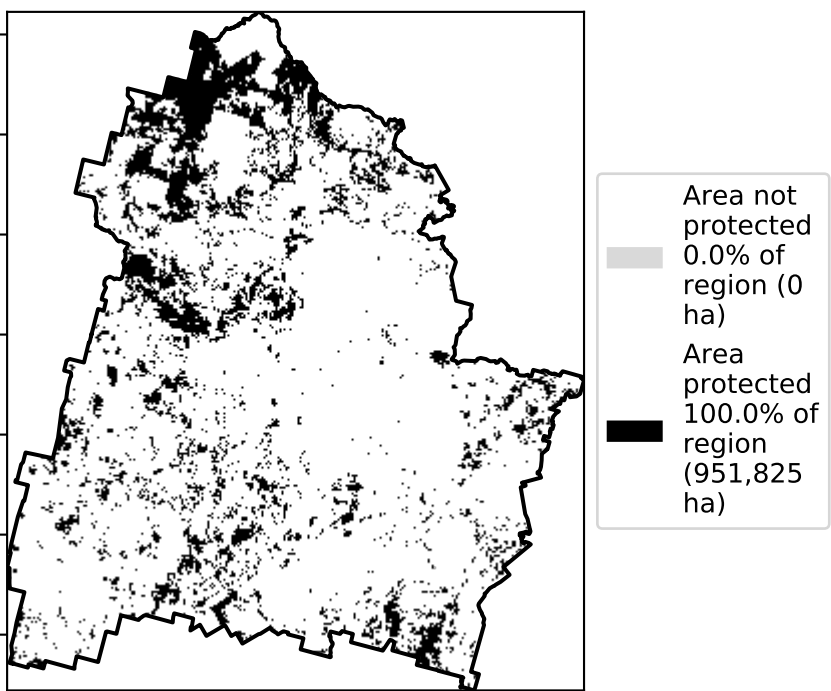 Area not
protected
0.0% of
region (0
ha)
Area
protected
100.0% of
region
(951,825
ha)